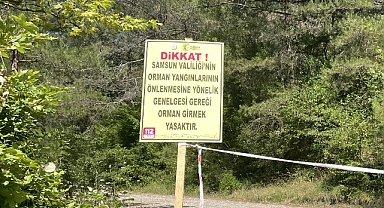 DİKKAT !
SAMSUN VALİLİĞİ'NİN
ORMAN YANGINLARININ
ÖNLENMESİNE YÖNELİK
GENELGESİ GEREĞİ
ORMAN GİRMEK
YASAKTIR.
112